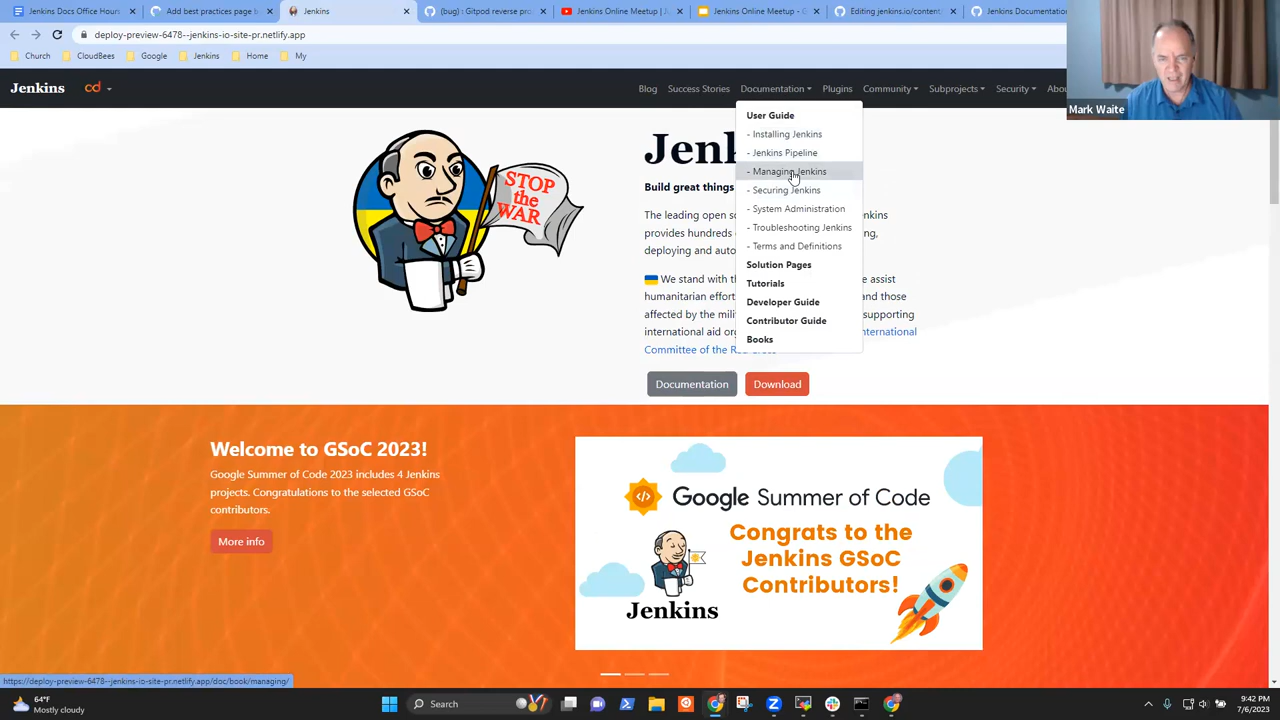 Jenkins Docs Office Hours
Add best practices page b
Jenkins
(bug) : Gitpod reverse pro
Jenkins Online Meetup | J
Jenkins Online Meetup - G
Editing jenkins.io/content/
Jenkins Documentation
deploy-preview-6478--jenkins-io-site-pr.netlify.app
Church
CloudBees
Google
Jenkins
Home
My
Mark Waite
Jenkins
cd
Blog
Success Stories
Documentation
Plugins
Community
Subprojects
Security
User Guide
- Installing Jenkins
- Jenkins Pipeline
- Managing Jenkins
- Securing Jenkins
- System Administration
- Troubleshooting Jenkins
- Terms and Definitions
Solution Pages
Tutorials
Developer Guide
Contributor Guide
Books
STOP
the
WAR
Build great things
The leading open so
provides hundreds
deploying and auto
We stand with th
humanitarian effor
affected by the mili
international aid or
Committee of the
enkins
ng,
e assist
and those
supporting
nternational
Documentation
Download
Welcome to GSoC 2023!
Google Summer of Code 2023 includes 4 Jenkins
projects. Congratulations to the selected GSoC
contributors.
More info
Google Summer of Code
Congrats to the
Jenkins GSoC
Contributors!
Jenkins
https://deploy-preview-6478--jenkins-io-site-pr.netlify.app/doc/book/managing/
64°F
Mostly cloudy
Search
9:42 PM
7/6/2023